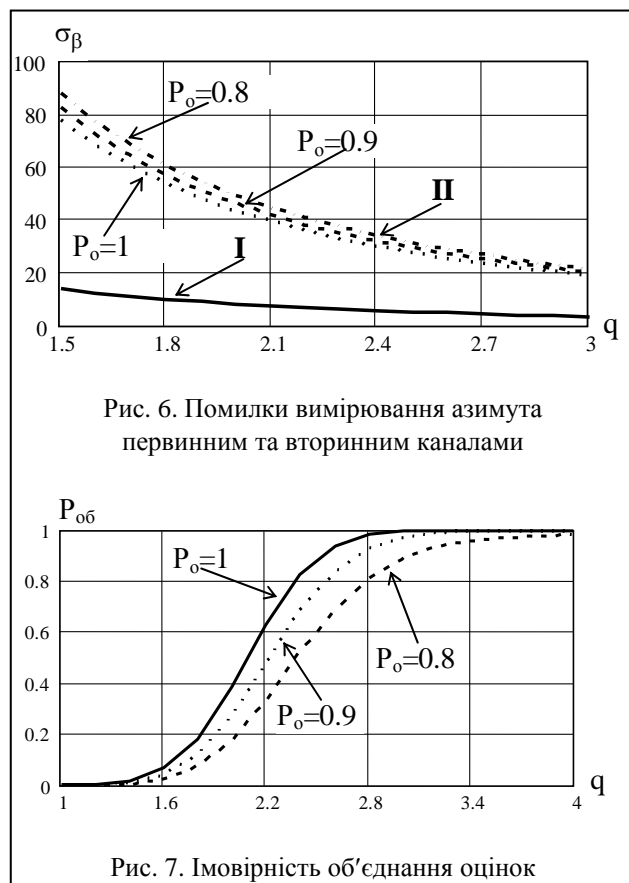 σβ
100
80
60
40
20
0
Pо=0.8
Pо=0.9
II
Pо=1
I
q
1.5 1.8 2.1 2.4 2.7 3
Рис. 6. Помилки вимірювання азимута
первинним та вторинним каналами
Pоб
1
0.8
0.6
0.4
0.2
0
Pо=1
Pо=0.8
Pо=0.9
q
1 1.6 2.2 2.8 3.4 4
Рис. 7. Імовірність об′єднання оцінок